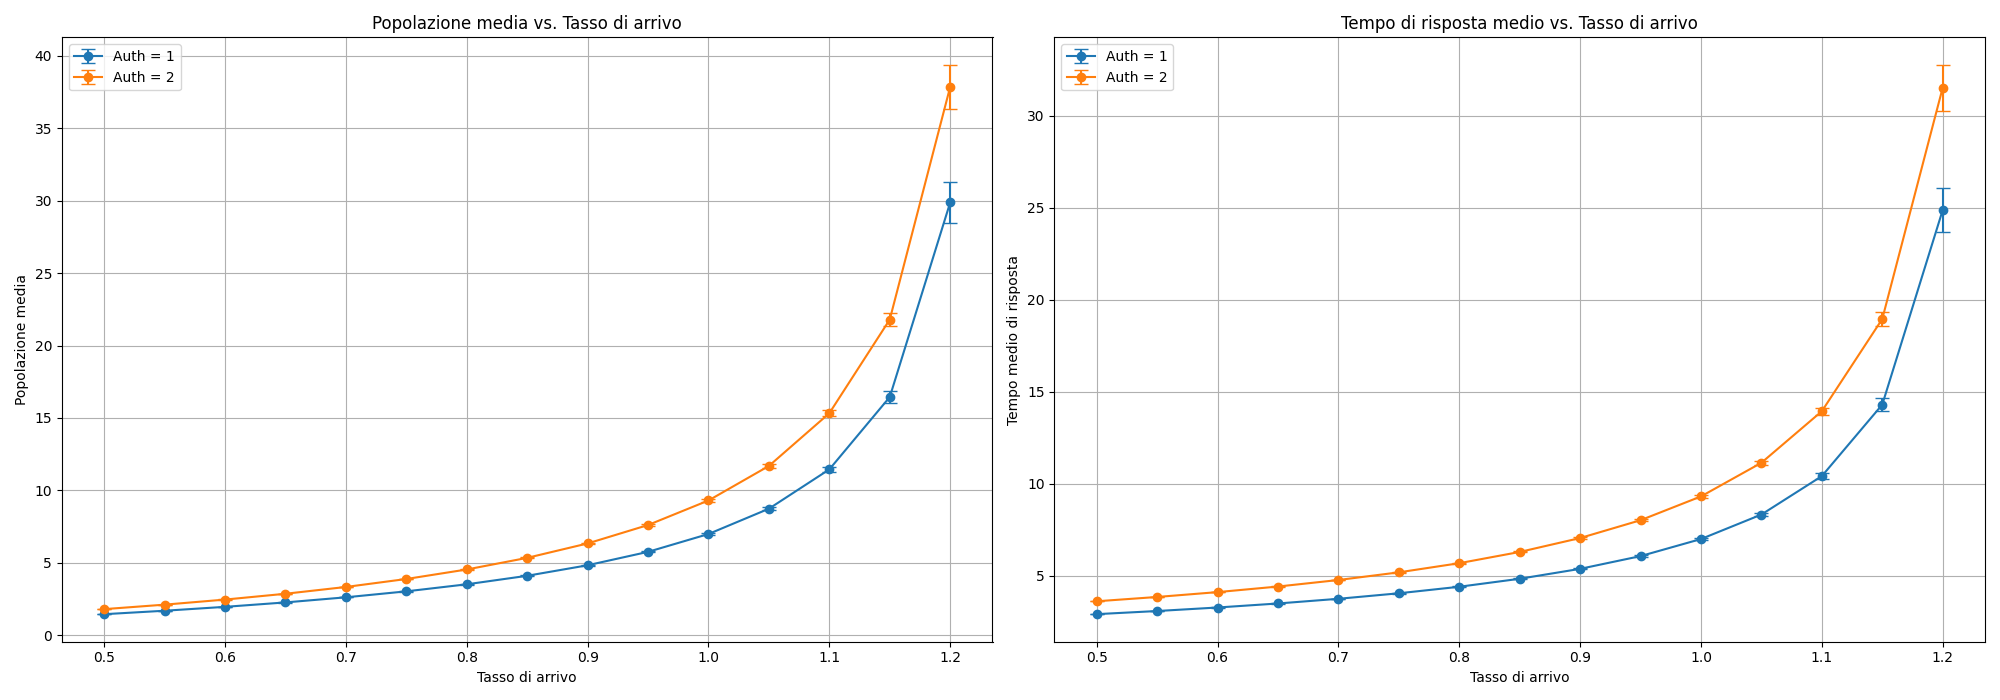 Popolazione media vs. Tasso di arrivo
Auth = 1
Auth = 2
Popolazione media
40
35
30
25
20
15
10
5
0
0.5 0.6 0.7 0.8 0.9 1.0 1.1 1.2
Tasso di arrivo
Tempo di risposta medio vs. Tasso di arrivo
Auth = 1
Auth = 2
Tempo medio di risposta
30
25
20
15
10
5
0.5 0.6 0.7 0.8 0.9 1.0 1.1 1.2
Tasso di arrivo